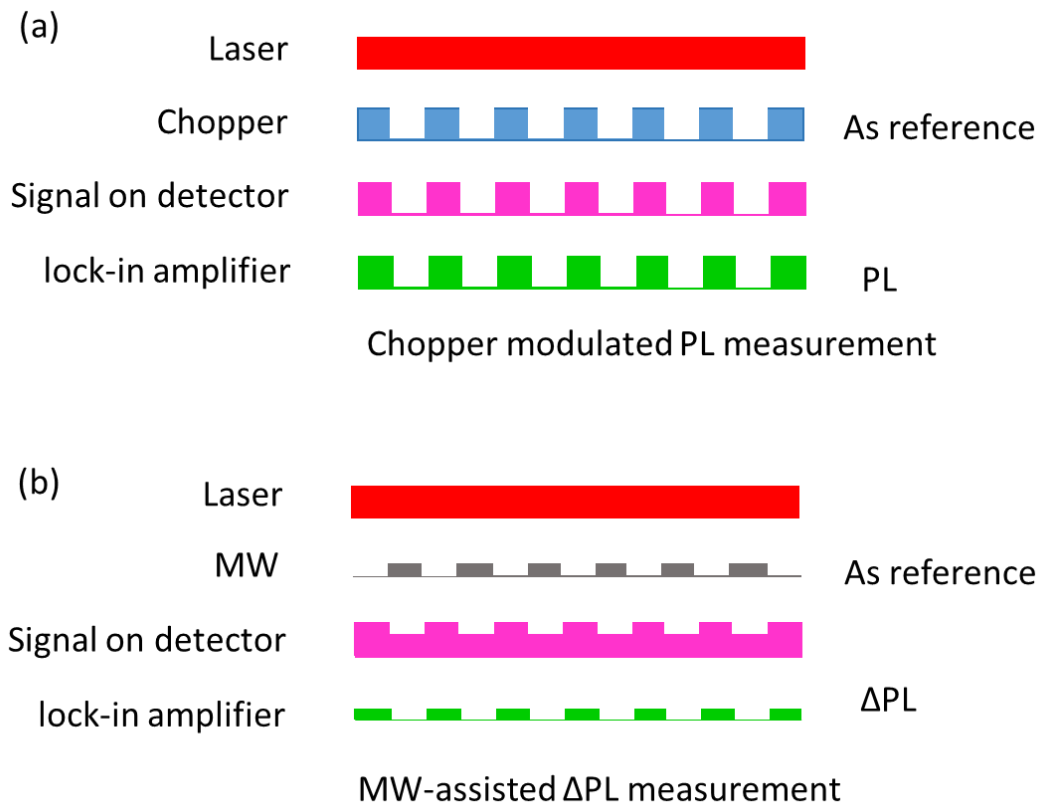 (a)
Laser
Chopper
As reference
Signal on detector
lock-in amplifier
PL
Chopper modulated PL measurement
(b)
Laser
MW
As reference
Signal on detector
lock-in amplifier
ΔPL
MW-assisted ΔPL measurement